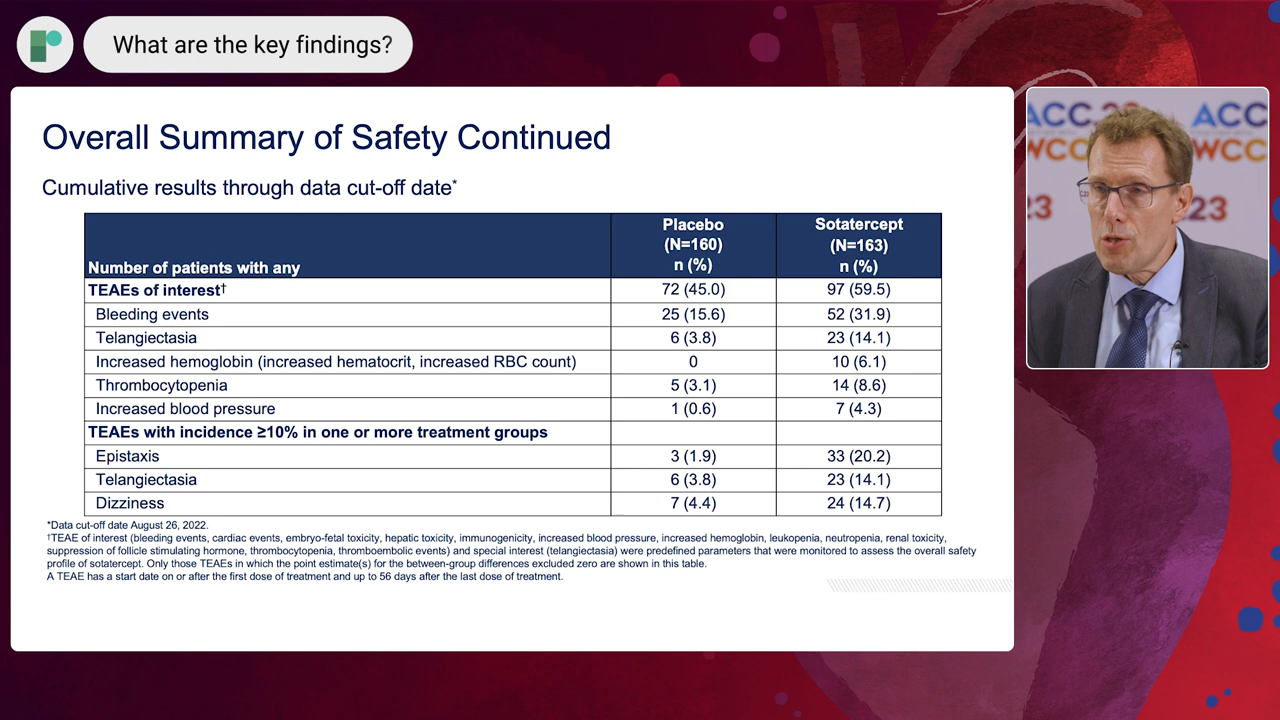 What are the key findings?
Overall Summary of Safety Continued
Cumulative results through data cut-off date*
Number of patients with any
Placebo
(N=160)
n (%)
Sotatercept
(N=163)
n (%)
TEAEs of interest† 72 (45.0) 97 (59.5)
Bleeding events 25 (15.6) 52 (31.9)
Telangiectasia 6 (3.8) 23 (14.1)
Increased hemoglobin (increased hematocrit, increased RBC count) 0 10 (6.1)
Thrombocytopenia 5 (3.1) 14 (8.6)
Increased blood pressure 1 (0.6) 7 (4.3)
TEAEs with incidence ≥10% in one or more treatment groups
Epistaxis 3 (1.9) 33 (20.2)
Telangiectasia 6 (3.8) 23 (14.1)
Dizziness 7 (4.4) 24 (14.7)
*Data cut-off date August 26, 2022.
†TEAE of interest (bleeding events, cardiac events, embryo-fetal toxicity, hepatic toxicity, immunogenicity, increased blood pressure, increased hemoglobin, leukopenia, neutropenia, renal toxicity,
suppression of follicle stimulating hormone, thrombocytopenia, thromboembolic events) and special interest (telangiectasia) were predefined parameters that were monitored to assess the overall safety
profile of sotatercept. Only those TEAEs in which the point estimate(s) for the between-group differences excluded zero are shown in this table.
A TEAE has a start date on or after the first dose of treatment and up to 56 days after the last dose of treatment.
ACC.23 ACC
WCC WCC
23 23